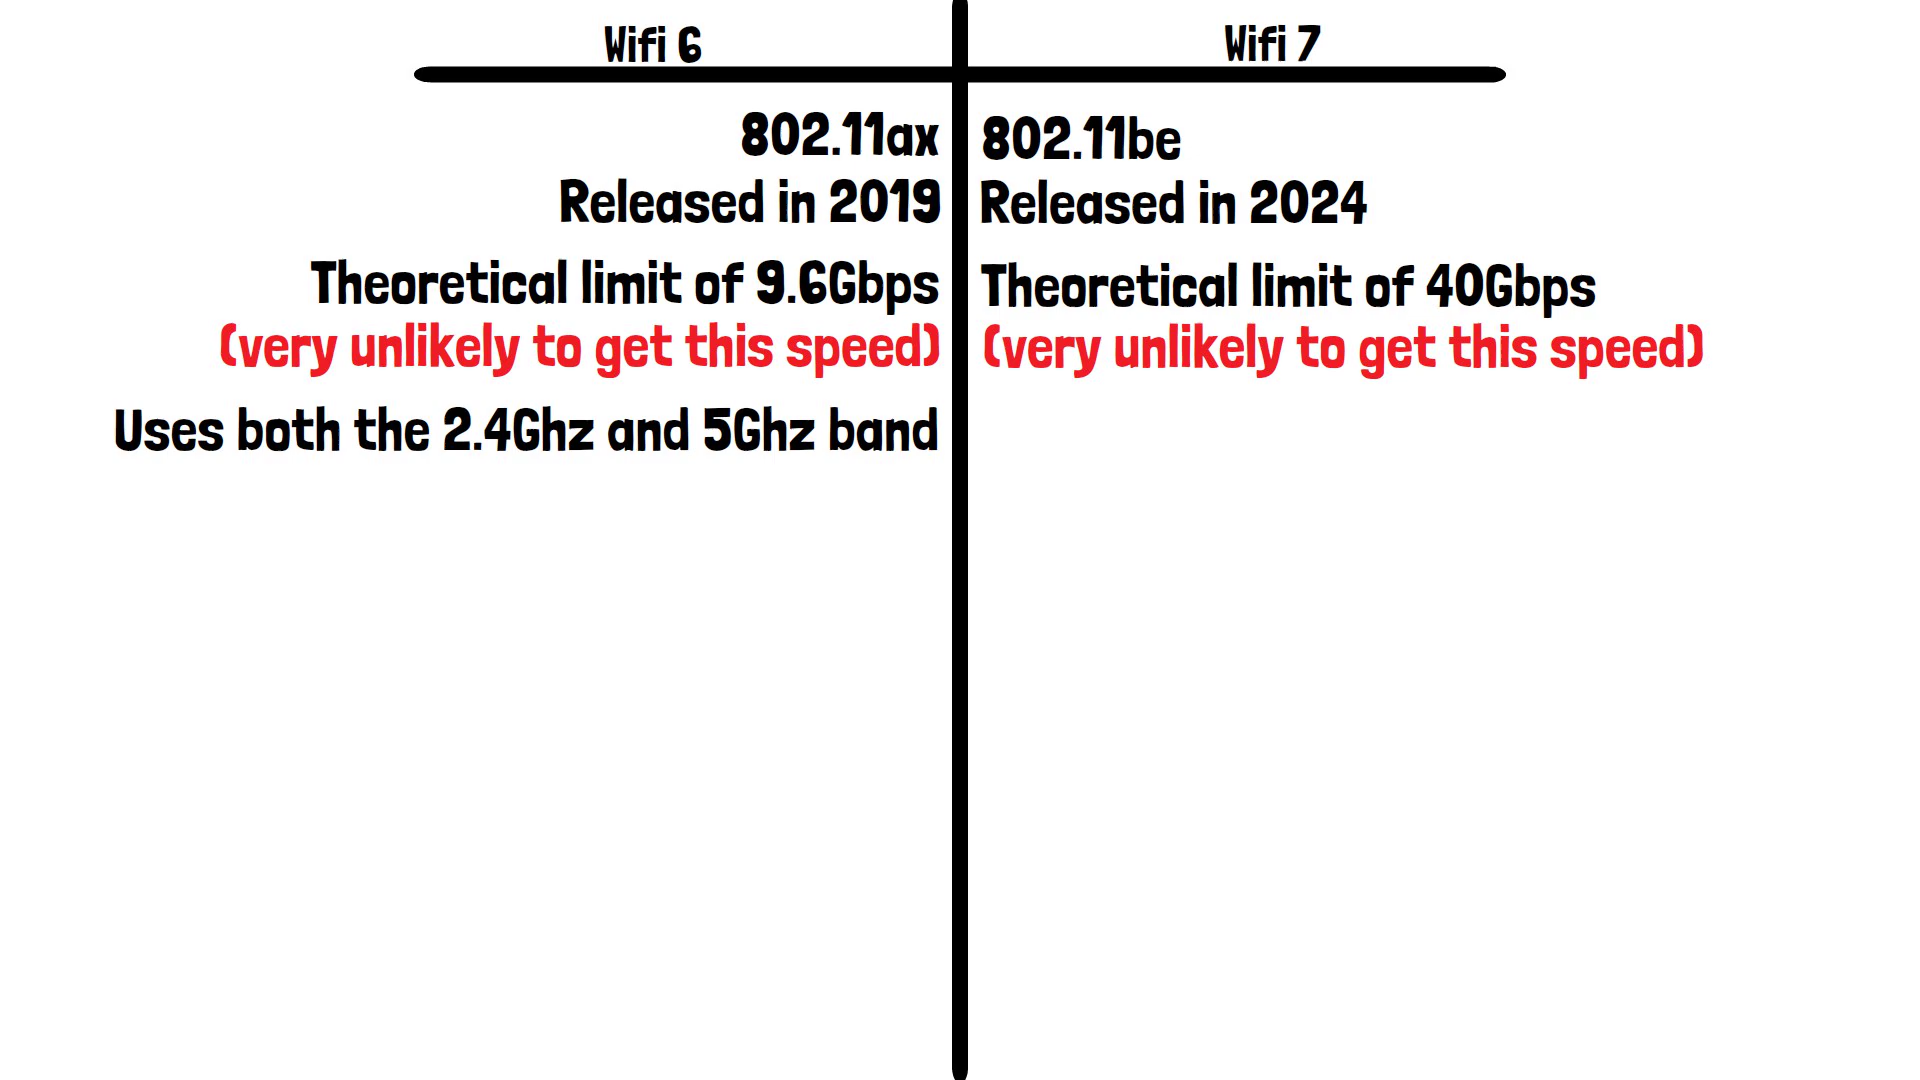 Wifi 6
Wifi 7
802.11ax
Released in 2019
Theoretical limit of 9.6Gbps
(very unlikely to get this speed)
Uses both the 2.4Ghz and 5Ghz band
802.11be
Released in 2024
Theoretical limit of 40Gbps
(very unlikely to get this speed)